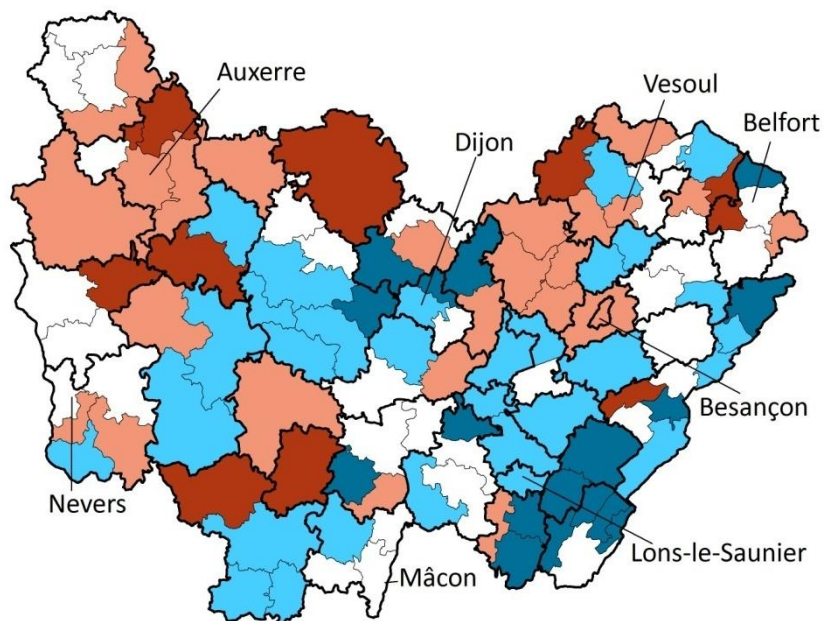 Auxerre
Vesoul
Belfort
Dijon
Besançon
Nevers
Lons-le-Saunier
Mâcon